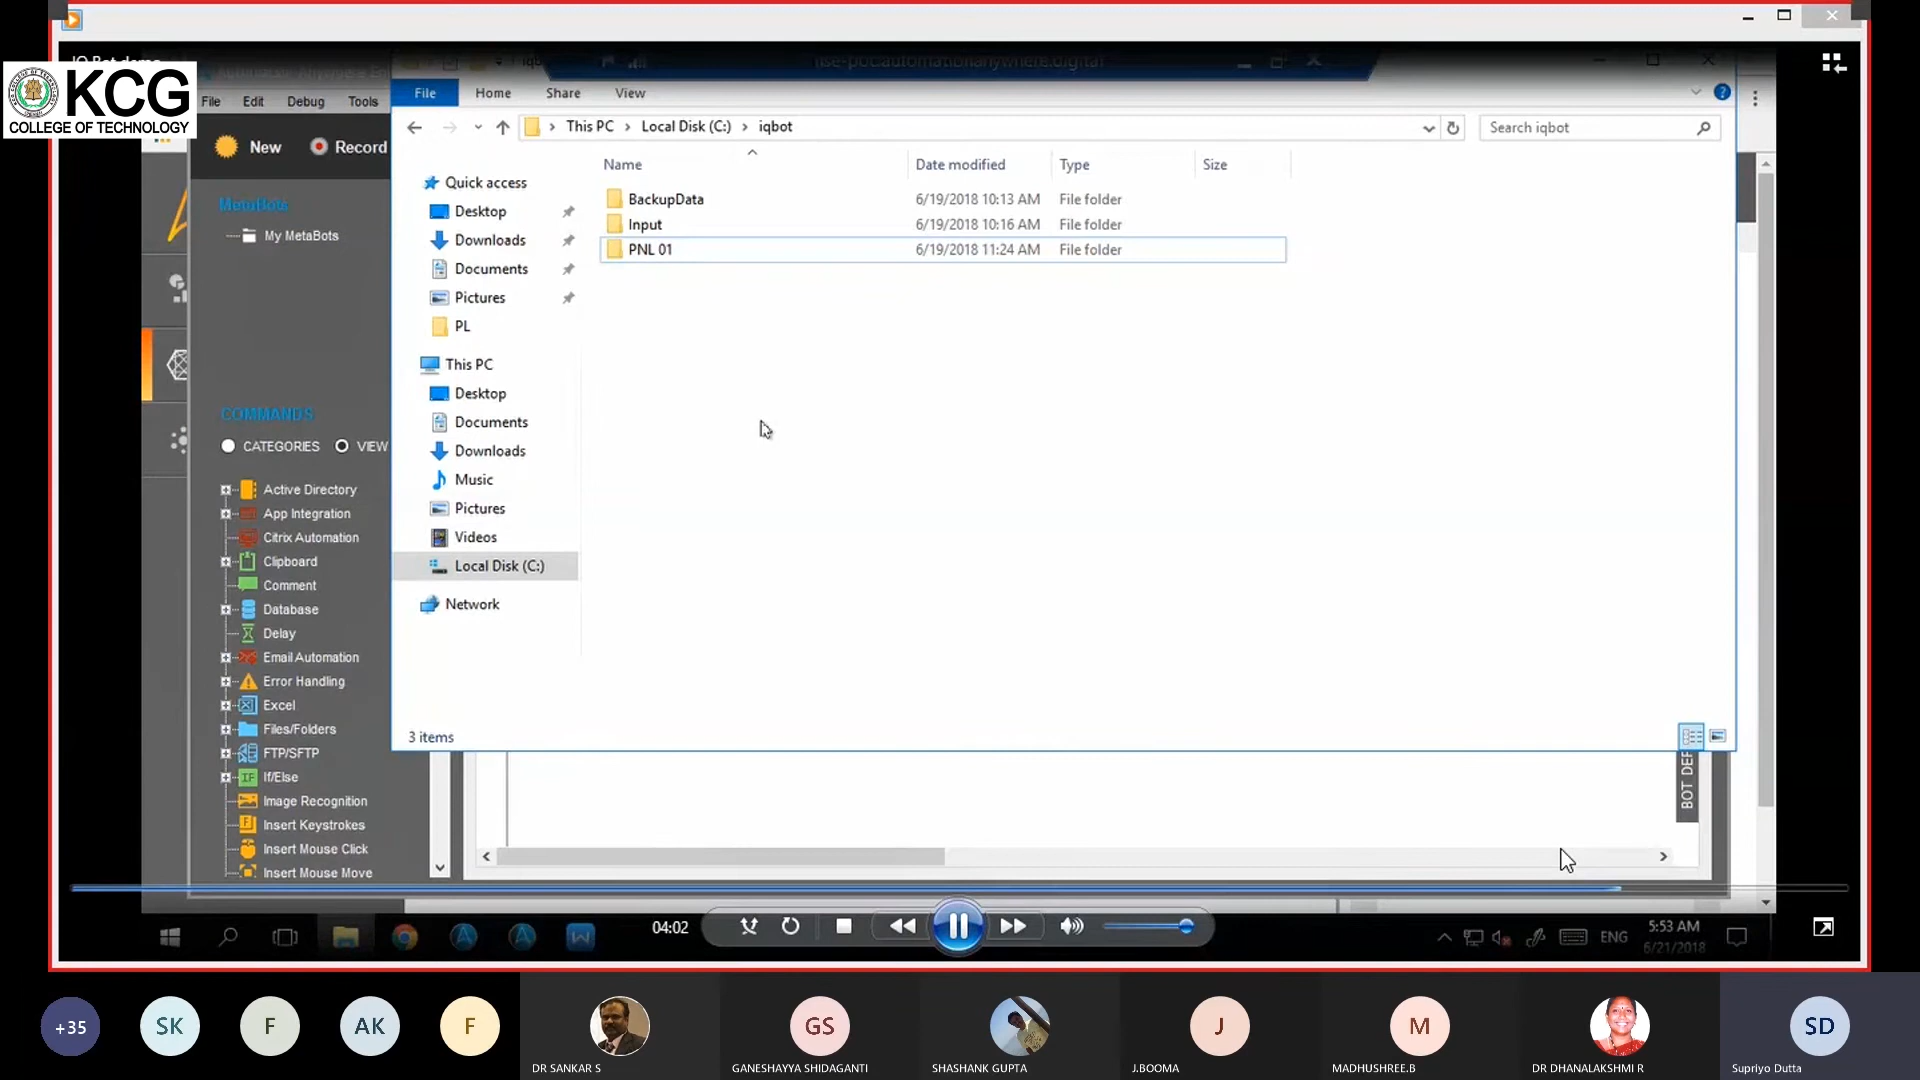 IQ Bot demo
KCG
COLLEGE OF TECHNOLOGY
File Edit Debug Tools
New Record
MetaBots
My MetaBots
COMMANDS
CATEGORIES VIEW
Active Directory
App Integration
Citrix Automation
Clipboard
Comment
Database
Delay
Email Automation
Error Handling
Excel
Files/Folders
FTP/SFTP
If/Else
Image Recognition
Insert Keystrokes
Insert Mouse Click
Insert Mouse Move
File Home Share View
This PC Local Disk (C:) iqbot
Search iqbot
Name Date modified Type Size
BackupData 6/19/2018 10:13 AM File folder
Input 6/19/2018 10:16 AM File folder
PNL 01 6/19/2018 11:24 AM File folder
Quick access
Desktop
Downloads
Documents
Pictures
PL
This PC
Desktop
Documents
Downloads
Music
Pictures
Videos
Local Disk (C:)
Network
3 items
04:02
ENG
5:53 AM
6/21/2018
+35
SK
F
AK
F
DR SANKAR S
GS
GANESHAYYA SHIDAGANTI
SHASHANK GUPTA
J
J.BOOMA
M
MADHUSHREE.B
DR DHANALAKSHMI R
SD
Supriyo Dutta